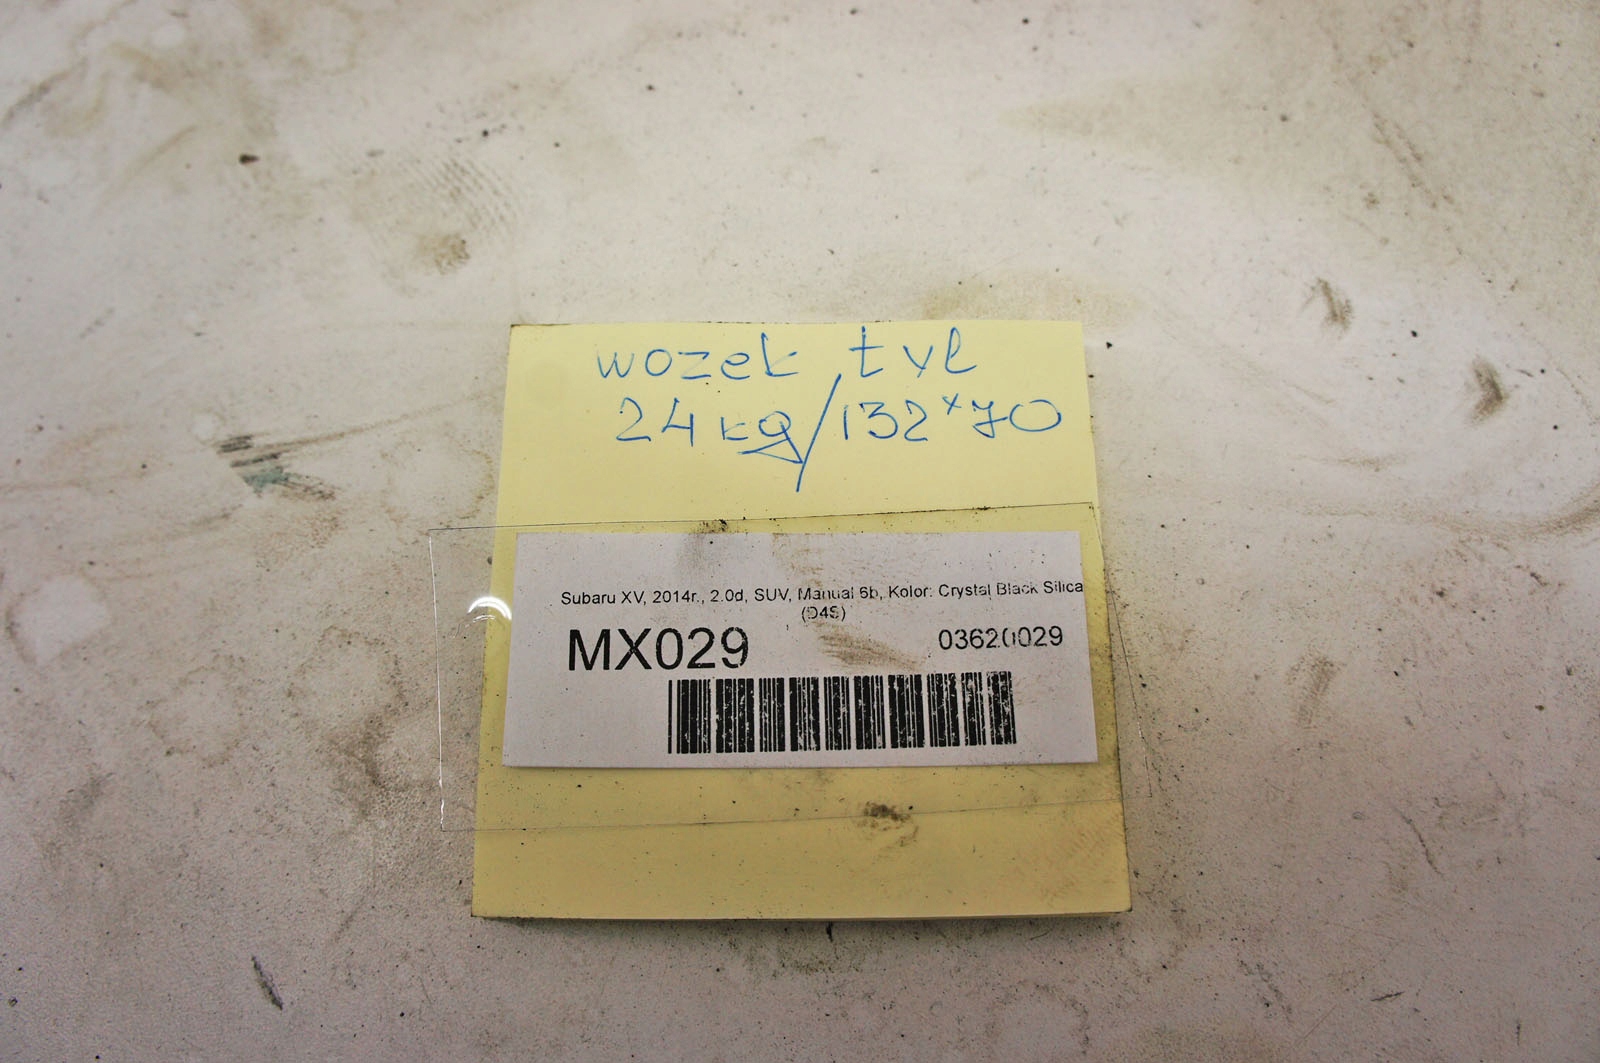 wozek tyl
24 kg/132x70
Subaru XV, 2014r., 2.0d, SUV, Manual 6b, Kolor: Crystal Black Silica
(D4S)
MX029
03620029